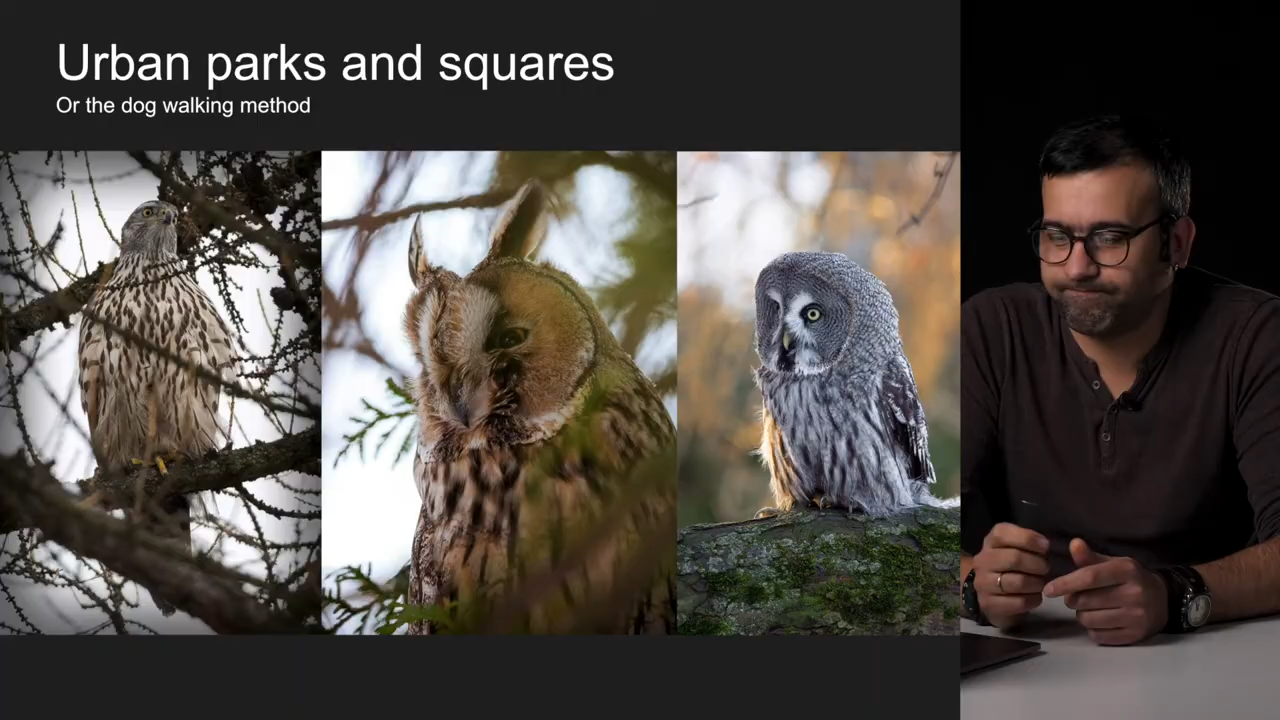 Urban parks and squares
Or the dog walking method